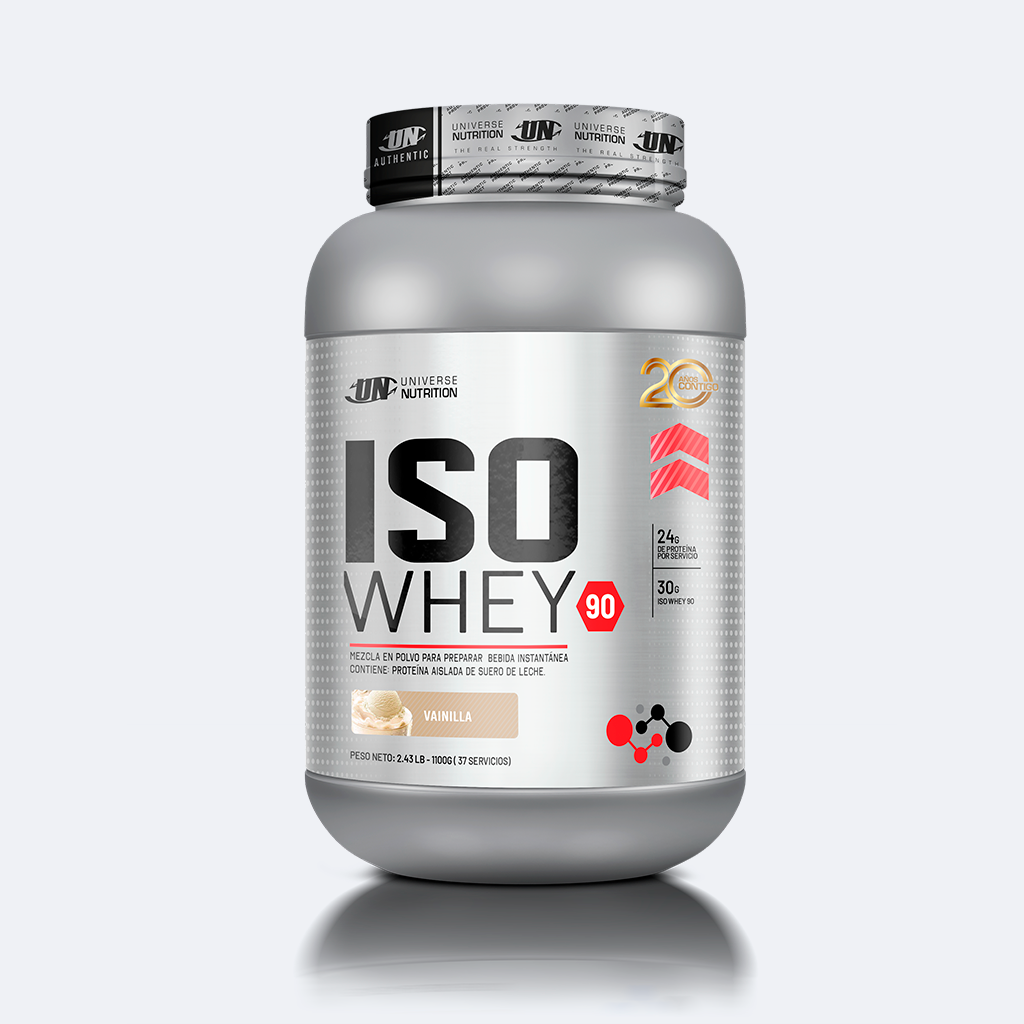 UN
AUTHENTIC
UNIVERSE
NUTRITION
UN
THE REAL STRENGTH
UNIVERSE
NUTRITION
UN
THE REAL STRENGTH
UN UNIVERSE
NUTRITION
20 AÑOS
CONTIGO
ISO
WHEY 90
24G
DE PROTEÍNA
POR SERVICIO
30G
ISO WHEY 90
MEZCLA EN POLVO PARA PREPARAR BEBIDA INSTANTÁNEA
CONTIENE: PROTEÍNA AISLADA DE SUERO DE LECHE.
VAINILLA
PESO NETO: 2.43 LB - 1100G ( 37 SERVICIOS)